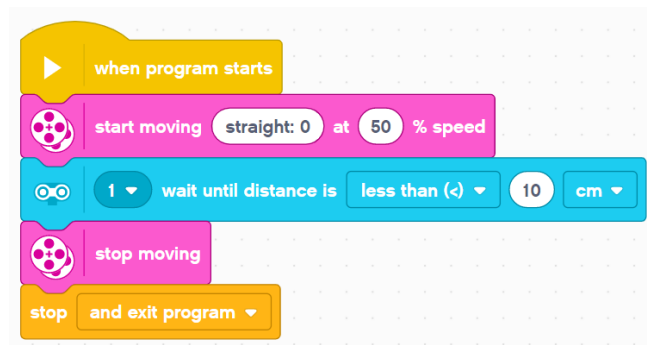 when program starts
start moving straight: 0 at 50 % speed
1 wait until distance is less than (<) 10 cm
stop moving
stop and exit program